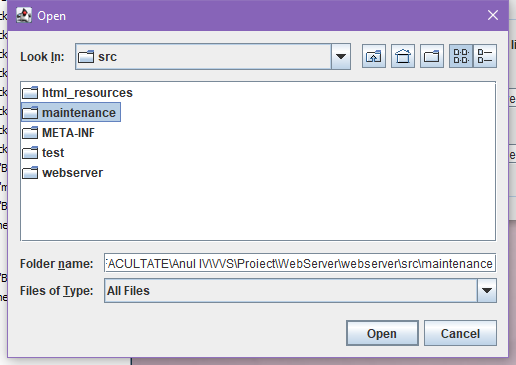 Open
Look In: src
html_resources
maintenance
META-INF
test
webserver
Folder name: FACULTATE\Anul IV\VVS\Proiect\WebServer\webserver\src\maintenance
Files of Type: All Files
Open Cancel